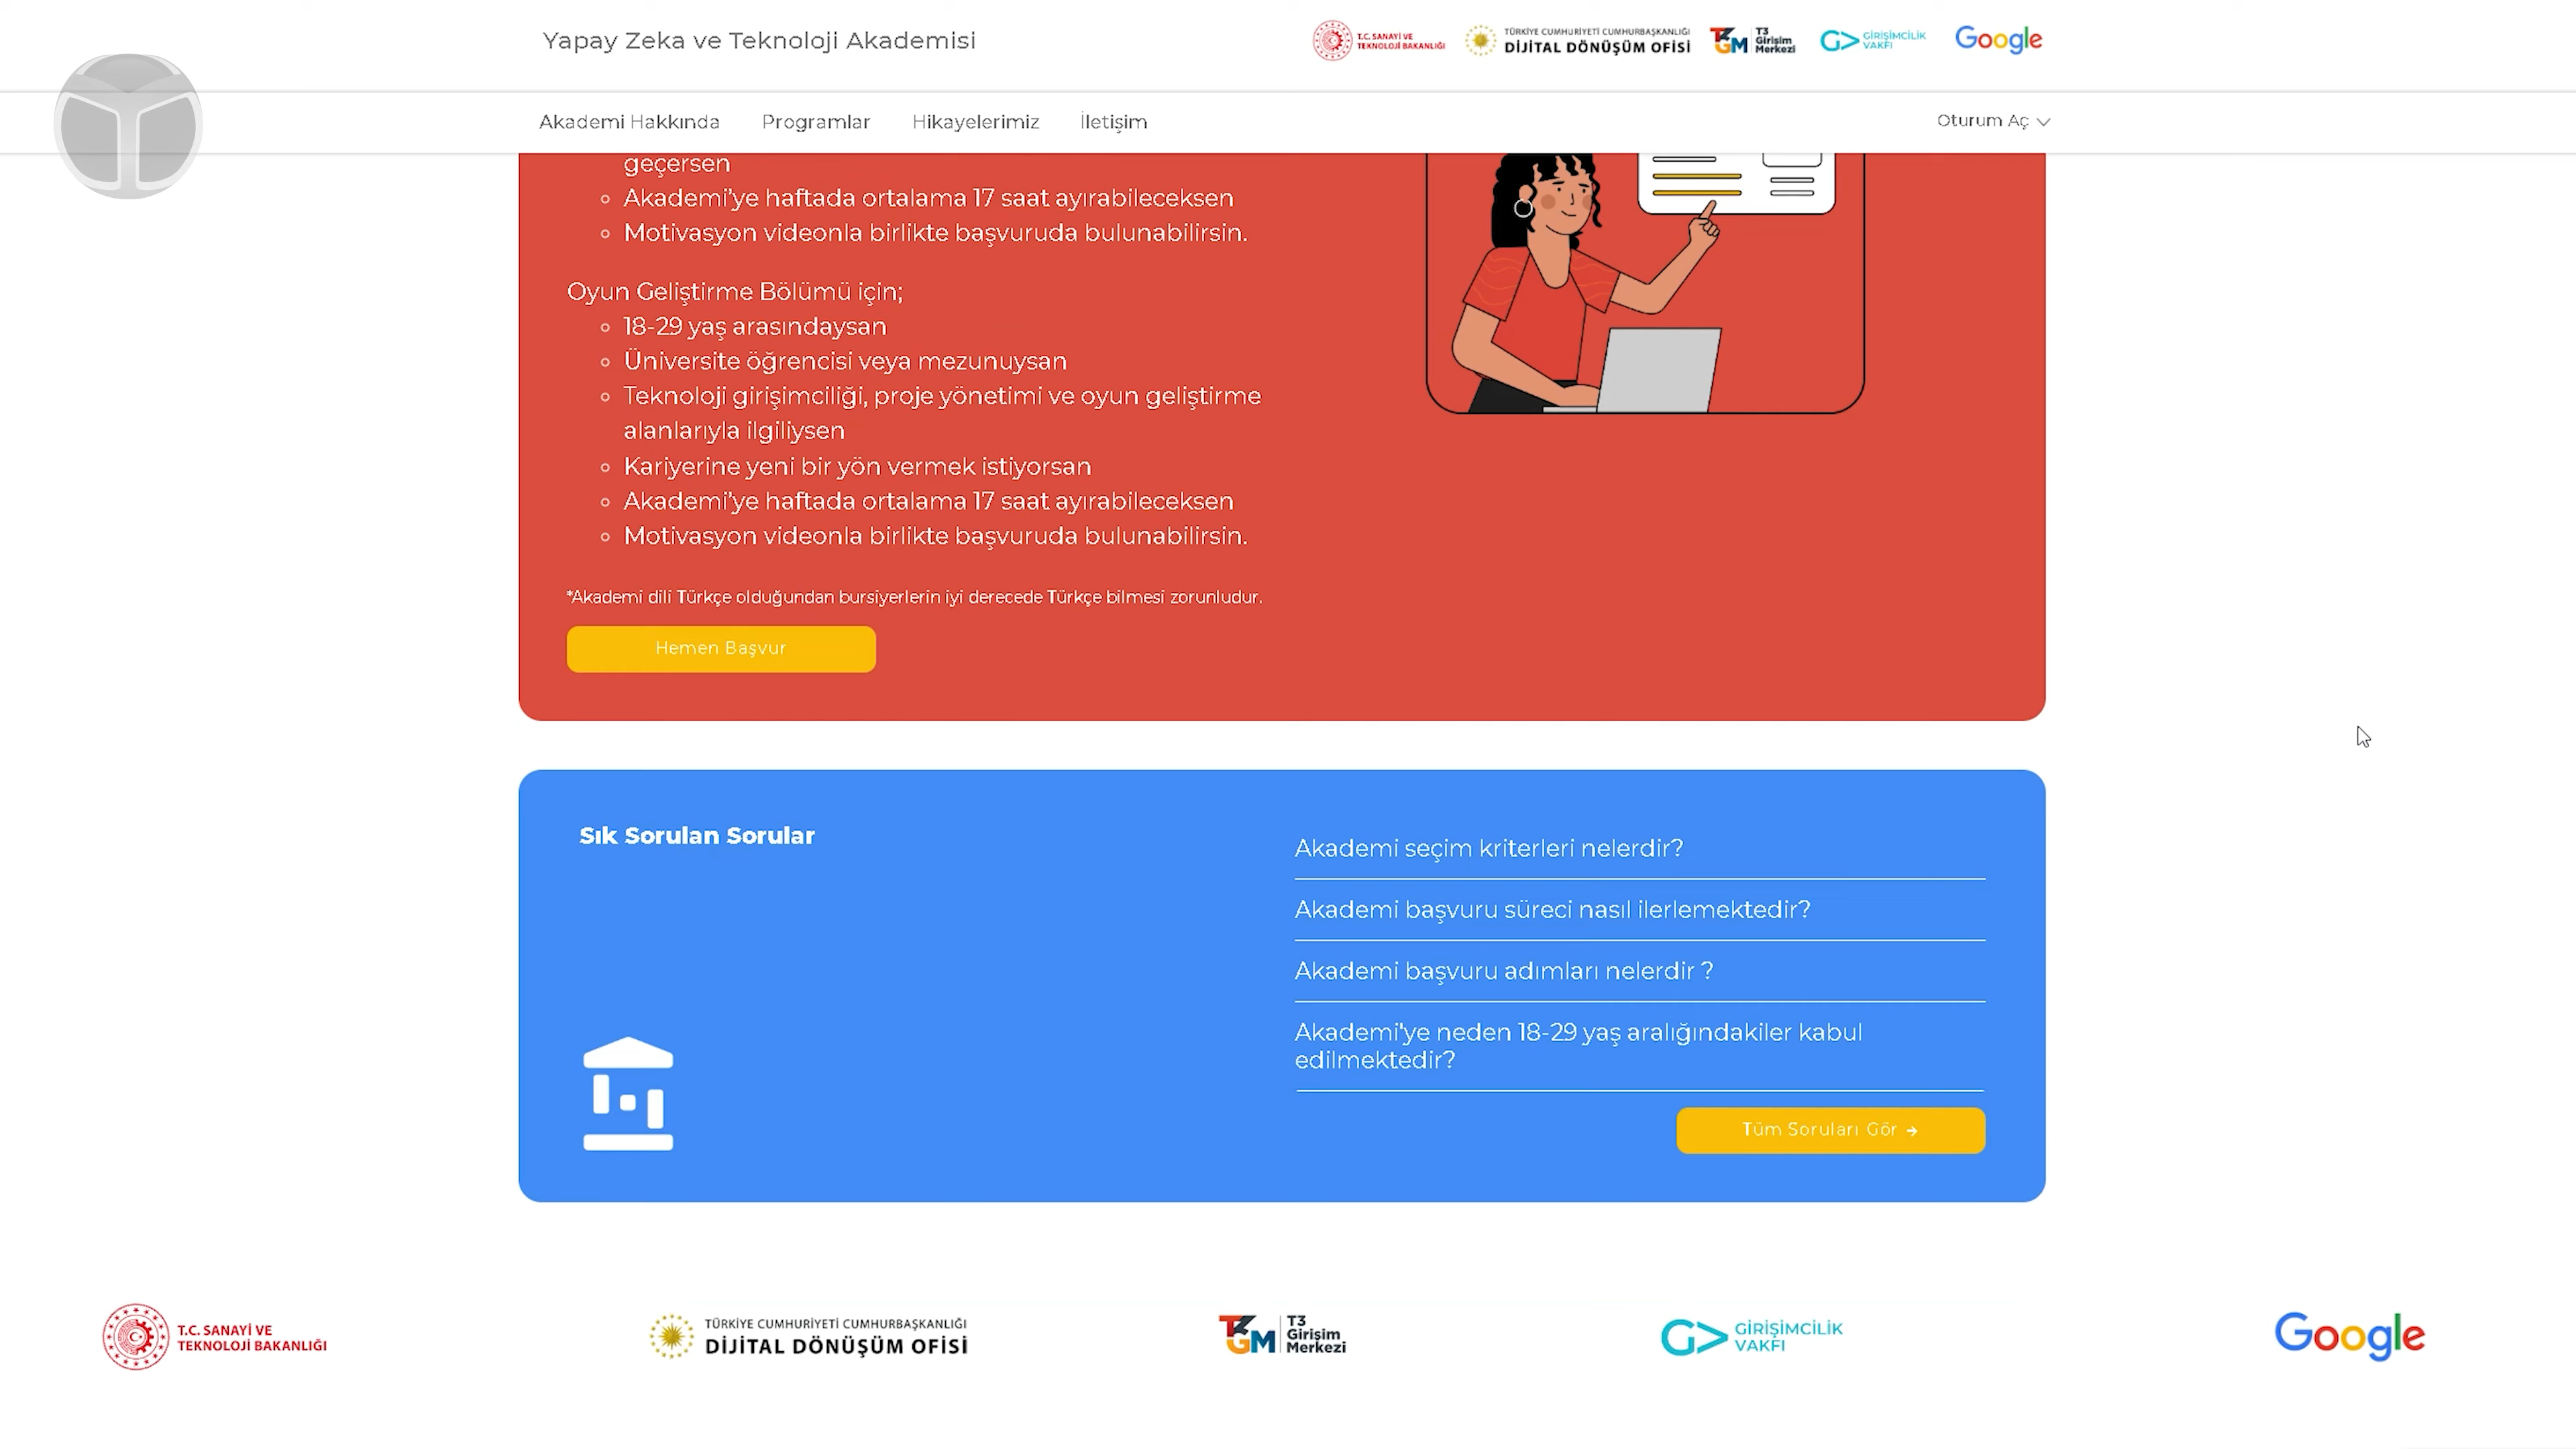 Yapay Zeka ve Teknoloji Akademisi
T.C. SANAYİ VE
TEKNOLOJİ BAKANLIĞI
TÜRKİYE CUMHURİYETİ CUMHURBAŞKANLIĞI
DİJİTAL DÖNÜŞÜM OFİSİ
T3GM
T3
Girişim
Merkezi
GİRİŞİMCİLİK
VAKFI
Google
Akademi Hakkında
Programlar
Hikayelerimiz
İletişim
Oturum Aç
geçersen
Akademi'ye haftada ortalama 17 saat ayırabileceksen
Motivasyon videonla birlikte başvuruda bulunabilirsin.
Oyun Geliştirme Bölümü için;
18-29 yaş arasındaysan
Üniversite öğrencisi veya mezunuysan
Teknoloji girişimciliği, proje yönetimi ve oyun geliştirme
alanlarıyla ilgiliysen
Kariyerine yeni bir yön vermek istiyorsan
Akademi'ye haftada ortalama 17 saat ayırabileceksen
Motivasyon videonla birlikte başvuruda bulunabilirsin.
*Akademi dili Türkçe olduğundan bursiyerlerin iyi derecede Türkçe bilmesi zorunludur.
Hemen Başvur
Sık Sorulan Sorular
Akademi seçim kriterleri nelerdir?
Akademi başvuru süreci nasıl ilerlemektedir?
Akademi başvuru adımları nelerdir ?
Akademi'ye neden 18-29 yaş aralığındakiler kabul
edilmektedir?
Tüm Soruları Gör →
T.C. SANAYİ VE
TEKNOLOJİ BAKANLIĞI
TÜRKİYE CUMHURİYETİ CUMHURBAŞKANLIĞI
DİJİTAL DÖNÜŞÜM OFİSİ
T3GM
T3
Girişim
Merkezi
GİRİŞİMCİLİK
VAKFI
Google